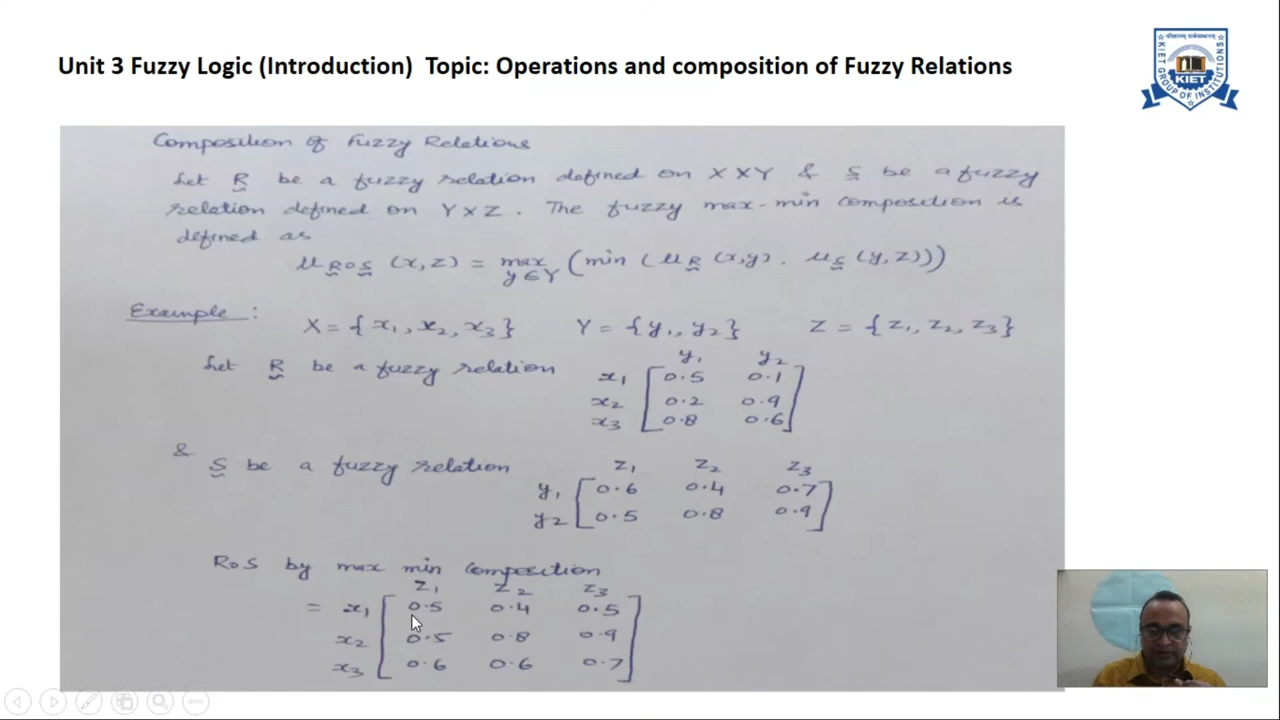 Unit 3 Fuzzy Logic (Introduction) Topic: Operations and composition of Fuzzy Relations
KIET
KIET GROUP OF INSTITUTIONS
Composition of Fuzzy Relations
Let R be a fuzzy relation defined on X X Y & S be a fuzzy
relation defined on Y X Z. The fuzzy max-min composition is
defined as
μ R o S (x, z) = max y ∈ Y (min (μ R (x,y), μ S (y, z)))
Example :
X = { x₁, x₂, x₃} Y = {y₁, y₂} Z = {z₁, z₂, z₃}
y₁ y₂
Let R be a fuzzy relation x₁ [ 0.5 0.1 ]
x₂ 0.2 0.9
x₃ 0.8 0.6
&
S be a fuzzy relation z₁ z₂ z₃
y₁ [ 0.6 0.4 0.7 ]
y₂ 0.5 0.8 0.9
RoS by max min composition
z₁ z₂ z₃
= x₁ [ 0.5 0.4 0.5 ]
x₂ 0.5 0.8 0.9
x₃ 0.6 0.6 0.7